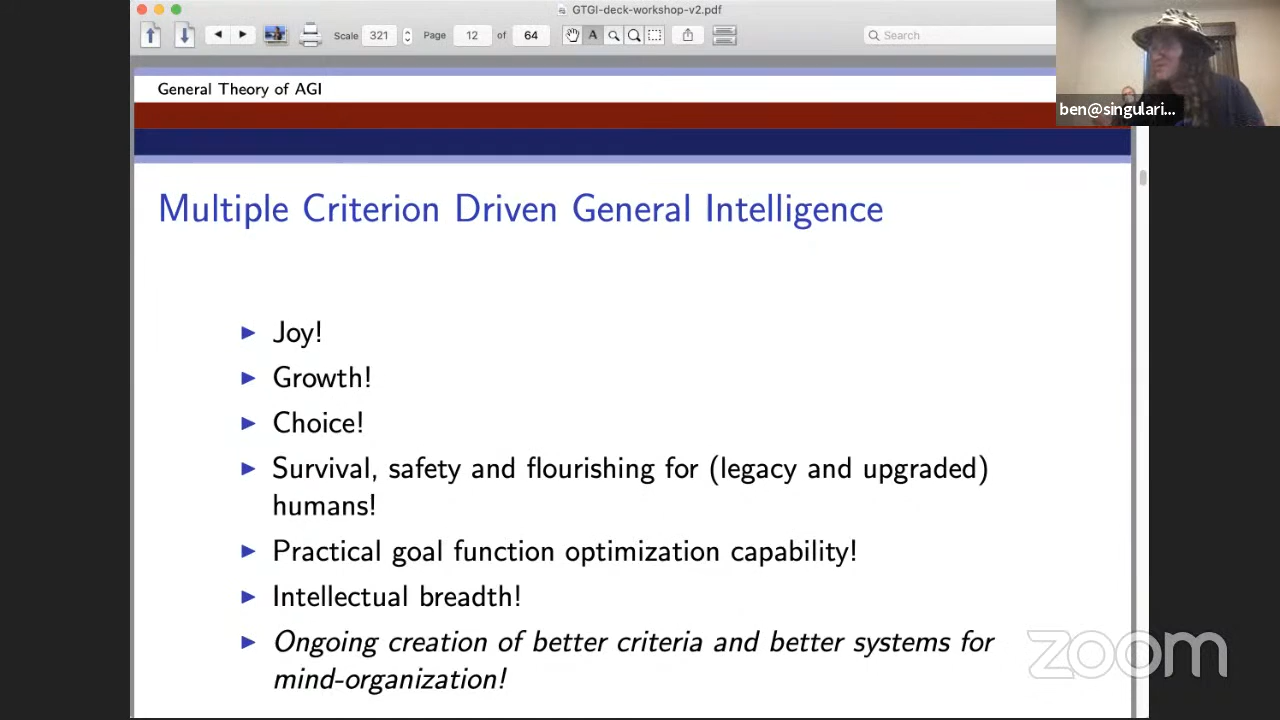 GTGI-deck-workshop-v2.pdf
Scale 321 Page 12 of 64 A Search
ben@singulari...
General Theory of AGI
Multiple Criterion Driven General Intelligence
Joy!
Growth!
Choice!
Survival, safety and flourishing for (legacy and upgraded)
humans!
Practical goal function optimization capability!
Intellectual breadth!
Ongoing creation of better criteria and better systems for
mind-organization!
zoom